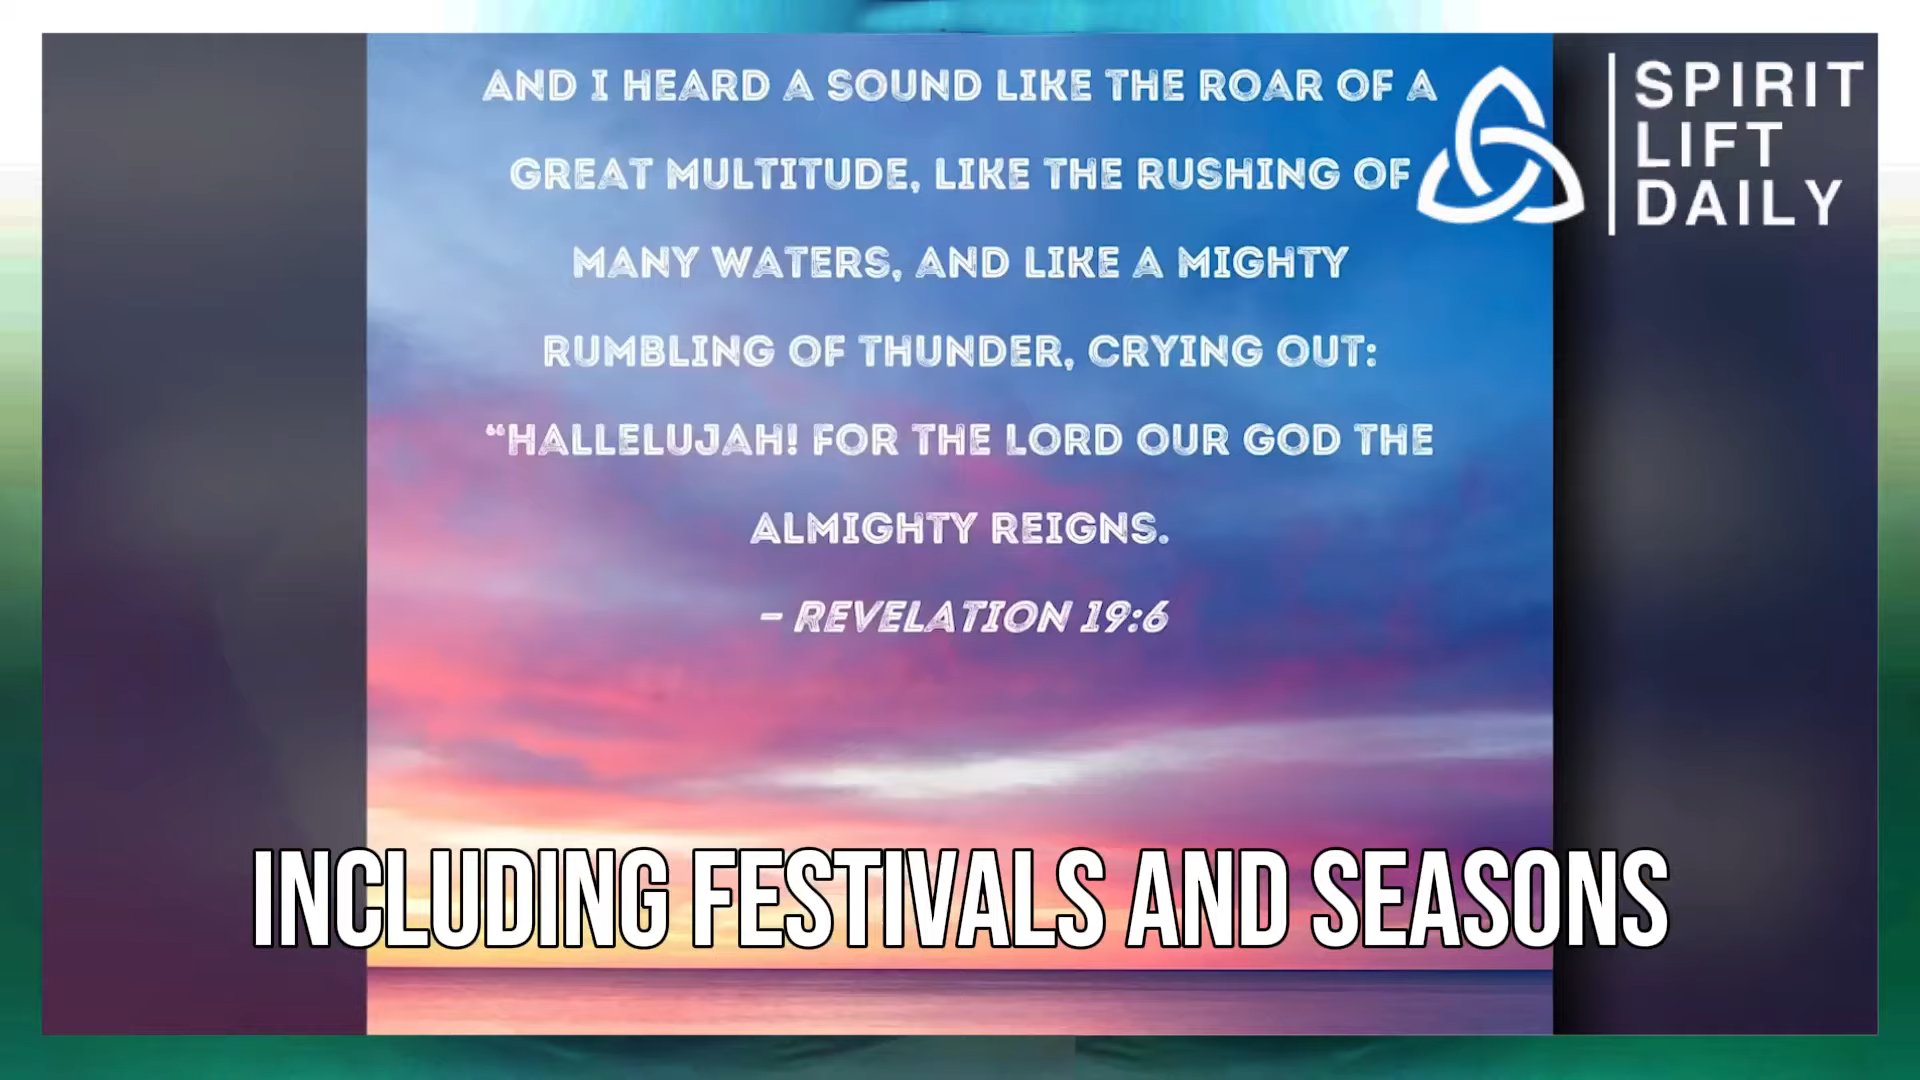 AND I HEARD A SOUND LIKE THE ROAR OF A
GREAT MULTITUDE, LIKE THE RUSHING OF
MANY WATERS, AND LIKE A MIGHTY
RUMBLING OF THUNDER, CRYING OUT:
“HALLELUJAH! FOR THE LORD OUR GOD THE
ALMIGHTY REIGNS.
– REVELATION 19:6
SPIRIT
LIFT
DAILY
INCLUDING FESTIVALS AND SEASONS